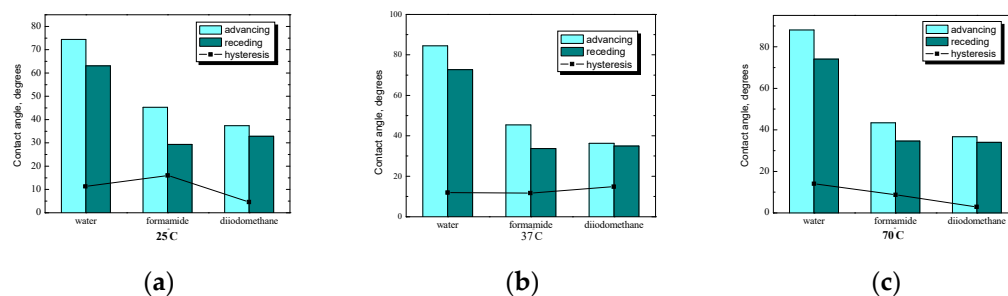 80
70
60
50
40
30
20
10
0
Contact angle, degrees
advancing
receding
hysteresis
water formamide diiodomethane
25°C
(a)
100
80
60
40
20
0
Contact angle, degrees
advancing
receding
hysteresis
water formamide diiodomethane
37°C
(b)
80
60
40
20
0
Contact angle, degrees
advancing
receding
hysteresis
water formamide diiodomethane
70°C
(c)